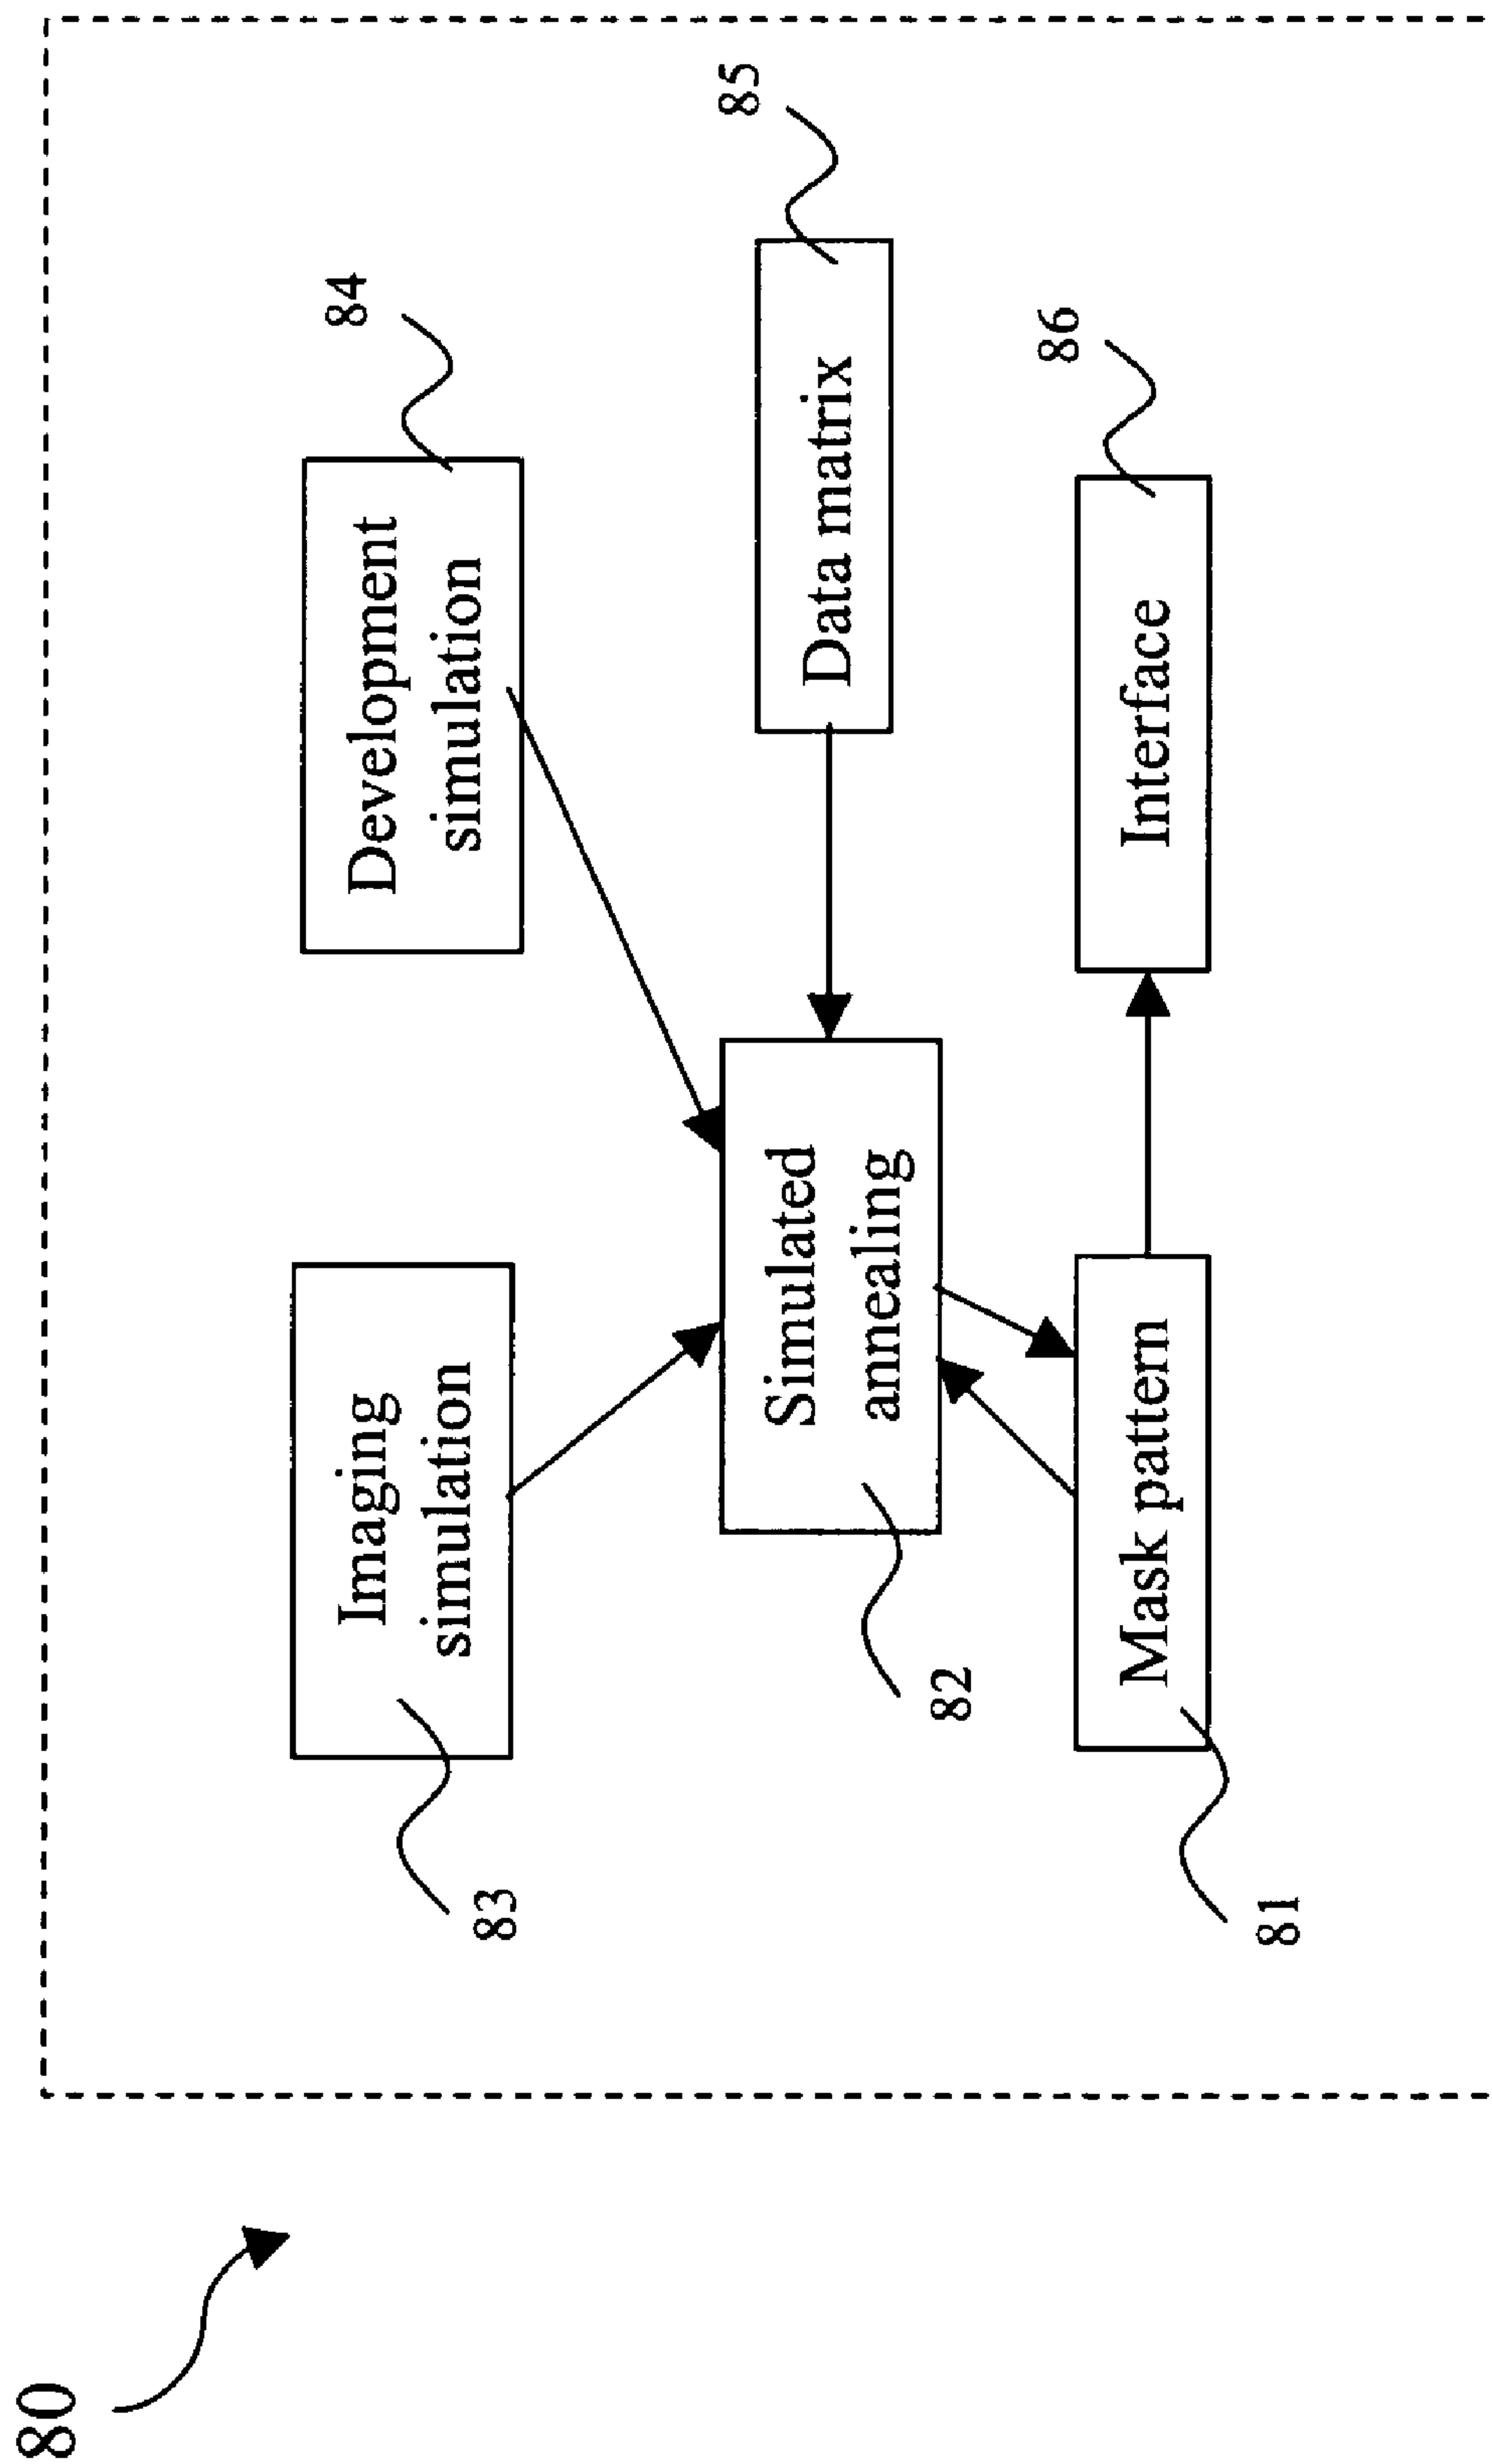 80
83
Imaging
simulation
Development
simulation
84
82
Simulated
annealing
Data matrix
85
81
Mask pattern
Interface
86